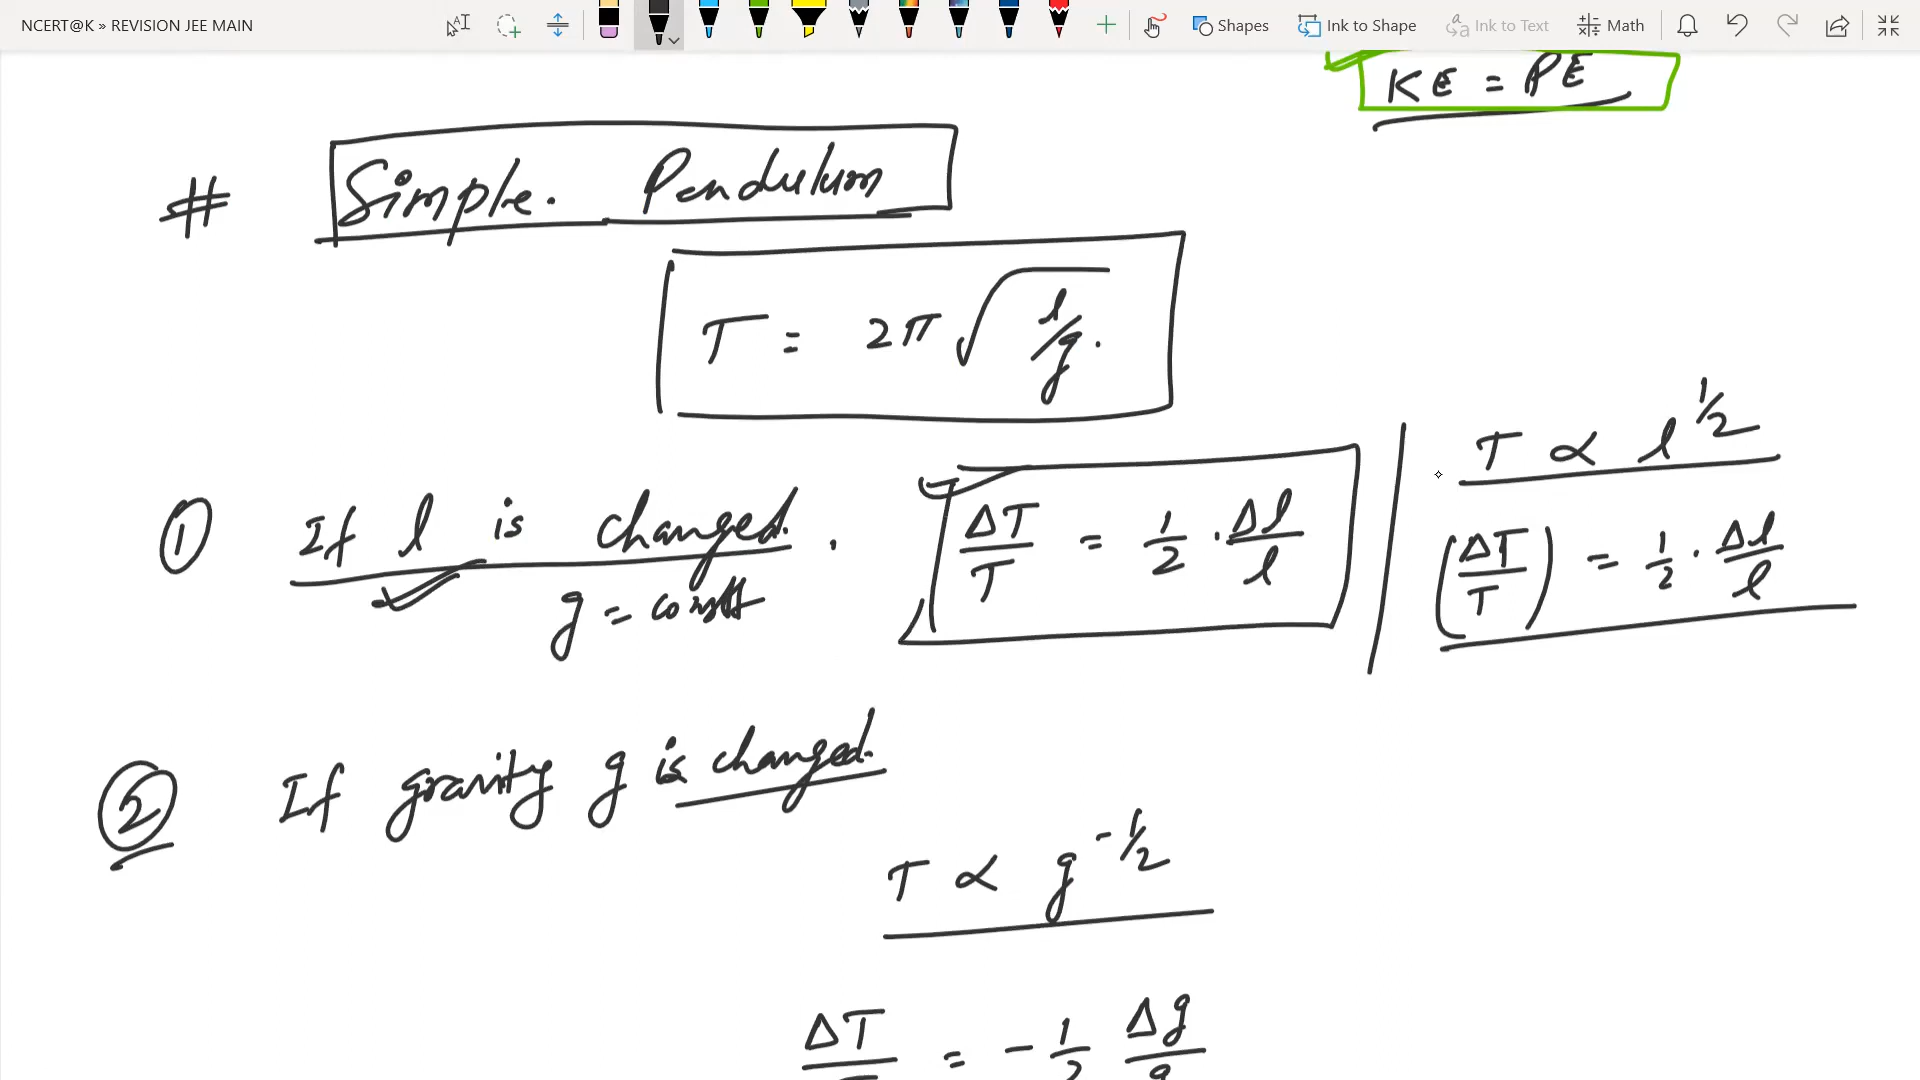 NCERT@K » REVISION JEE MAIN
Shapes Ink to Shape Ink to Text Math
KE = PE
# Simple. Pendulum
T = 2π √ l/g.
T ∝ l^1/2
① If l is changed. ΔT/T = 1/2 · Δl/l
(ΔT/T) = 1/2 · Δl/l
g = constt
② If gravity g is changed.
T ∝ g^-1/2
ΔT/T = - 1/2 Δg/g